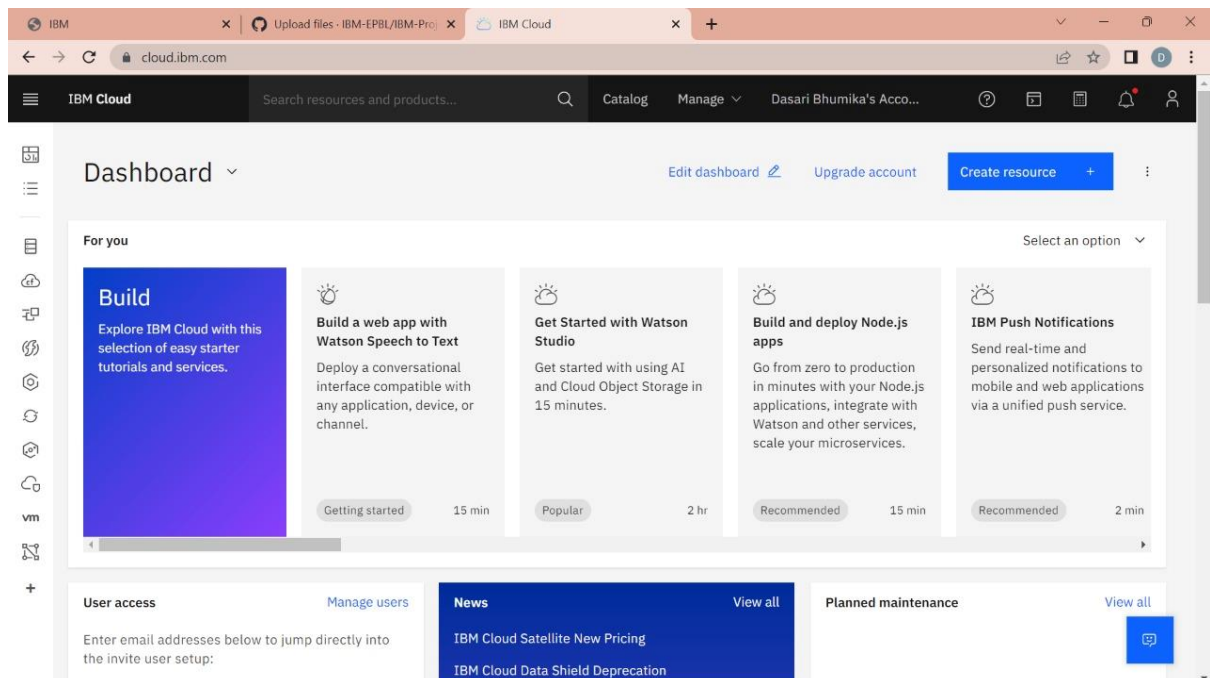 IBM
Upload files · IBM-EPBL/IBM-Proj
IBM Cloud
cloud.ibm.com
D
IBM Cloud
Search resources and products...
Catalog
Manage
Dasari Bhumika's Acco...
Dashboard
Edit dashboard
Upgrade account
Create resource +
For you
Select an option
Build
Explore IBM Cloud with this
selection of easy starter
tutorials and services.
Build a web app with
Watson Speech to Text
Deploy a conversational
interface compatible with
any application, device, or
channel.
Getting started
15 min
Get Started with Watson
Studio
Get started with using AI
and Cloud Object Storage in
15 minutes.
Popular
2 hr
Build and deploy Node.js
apps
Go from zero to production
in minutes with your Node.js
applications, integrate with
Watson and other services,
scale your microservices.
Recommended
15 min
IBM Push Notifications
Send real-time and
personalized notifications to
mobile and web applications
via a unified push service.
Recommended
2 min
vm
User access
Manage users
Enter email addresses below to jump directly into
the invite user setup:
News
View all
IBM Cloud Satellite New Pricing
IBM Cloud Data Shield Deprecation
Planned maintenance
View all